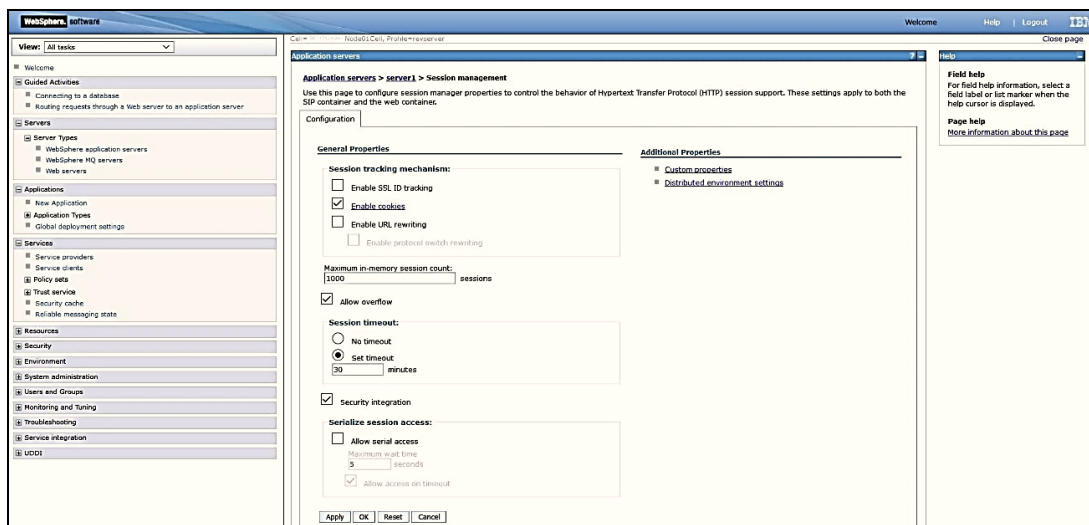 WebSphere. software
Welcome
Help | Logout
IBM
View: All tasks
Welcome
Guided Activities
Connecting to a database
Routing requests through a Web server to an application server
Servers
Server Types
WebSphere application servers
WebSphere MQ servers
Web servers
Applications
New Application
Application Types
Global deployment settings
Services
Service providers
Service clients
Policy sets
Trust service
Security cache
Reliable messaging state
Resources
Security
Environment
System administration
Users and Groups
Monitoring and Tuning
Troubleshooting
Service integration
UDDI
Cell= Node01Cell, Profile=revserver
Close page
Application servers
Application servers > server1 > Session management
Use this page to configure session manager properties to control the behavior of Hypertext Transfer Protocol (HTTP) session support. These settings apply to both the
SIP container and the web container.
Configuration
General Properties
Session tracking mechanism:
Enable SSL ID tracking
Enable cookies
Enable URL rewriting
Enable protocol switch rewriting
Maximum in-memory session count:
1000 sessions
Allow overflow
Session timeout:
No timeout
Set timeout
30 minutes
Security integration
Serialize session access:
Allow serial access
Maximum wait time
5 seconds
Allow access on timeout
Apply OK Reset Cancel
Additional Properties
Custom properties
Distributed environment settings
Help
Field help
For field help information, select a
field label or list marker when the
help cursor is displayed.
Page help
More information about this page